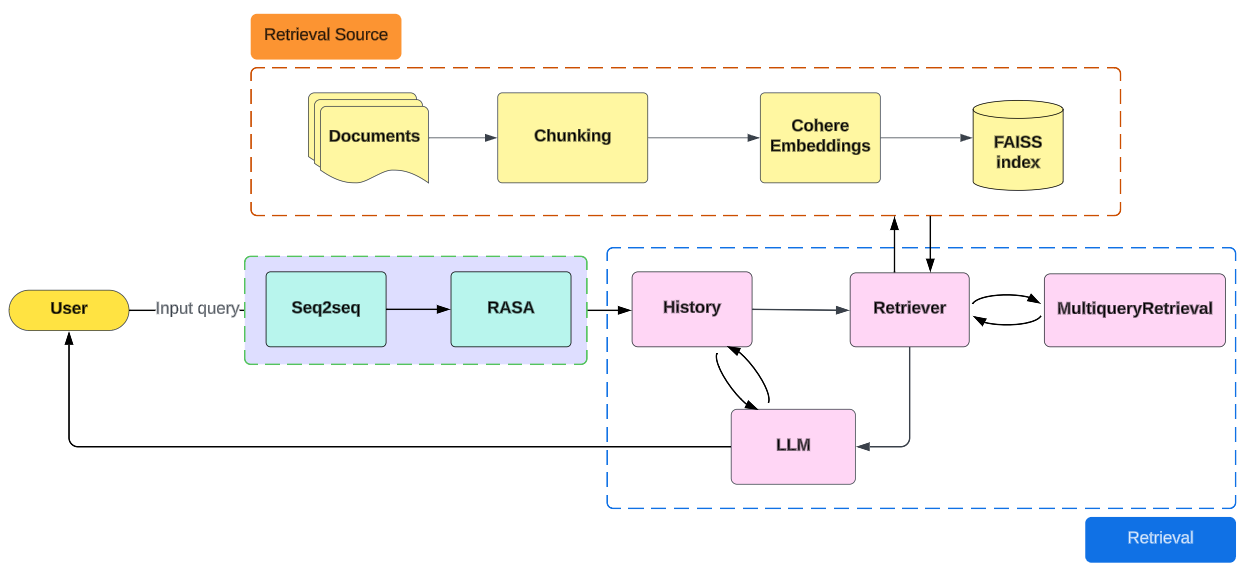 Retrieval Source
Documents
Chunking
Cohere
Embeddings
FAISS
index
User
Input query
Seq2seq
RASA
History
Retriever
MultiqueryRetrieval
LLM
Retrieval